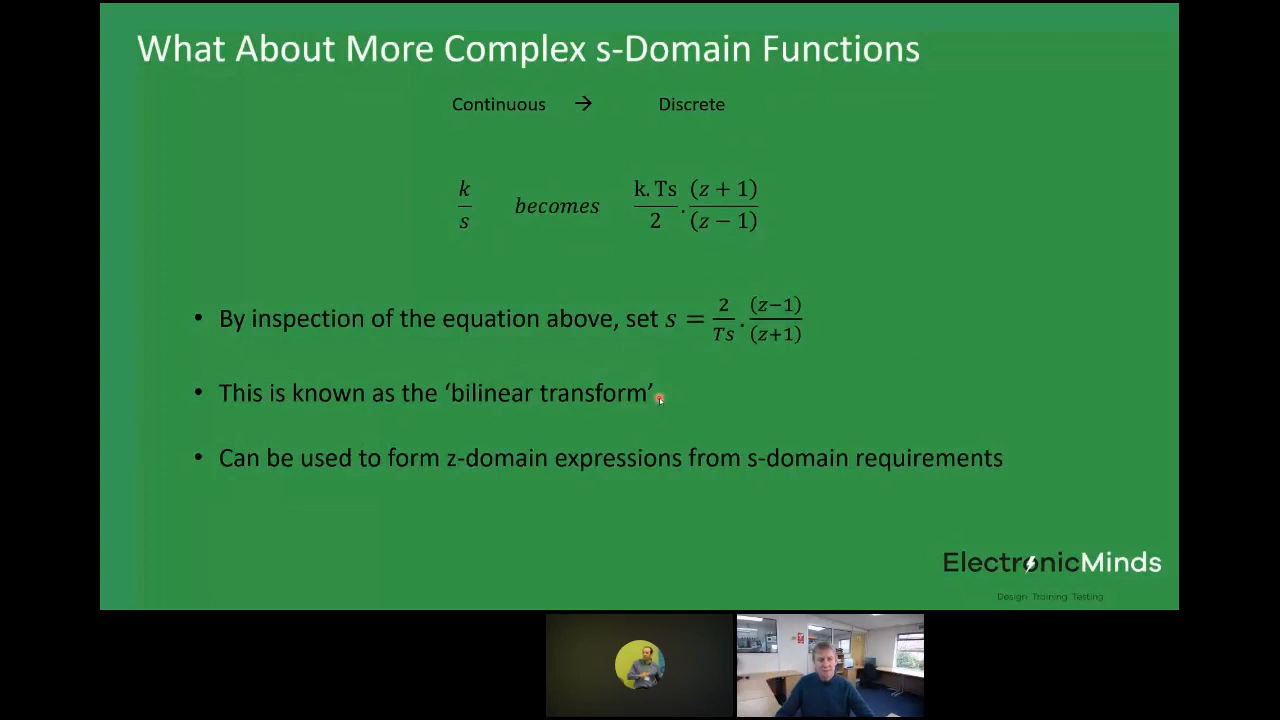 What About More Complex s-Domain Functions
Continuous → Discrete
k/s becomes k.Ts/2 . (z + 1)/(z − 1)
• By inspection of the equation above, set s = 2/Ts . (z−1)/(z+1)
• This is known as the ‘bilinear transform’
• Can be used to form z-domain expressions from s-domain requirements
ElectronicMinds
Design Training Testing